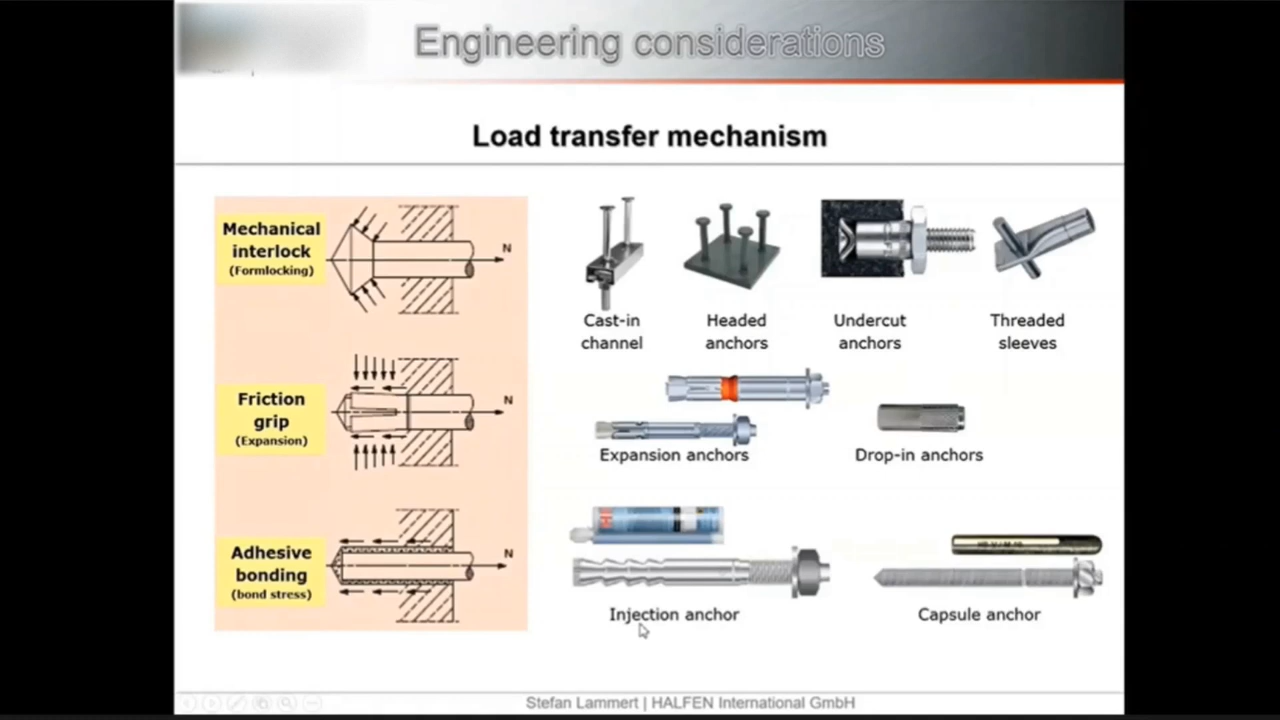 Engineering considerations
Load transfer mechanism
Mechanical
interlock
(Formlocking)
N
Cast-in
channel
Headed
anchors
Undercut
anchors
Threaded
sleeves
Friction
grip
(Expansion)
N
Expansion anchors
Drop-in anchors
Adhesive
bonding
(bond stress)
N
Injection anchor
Capsule anchor
Stefan Lammert | HALFEN International GmbH